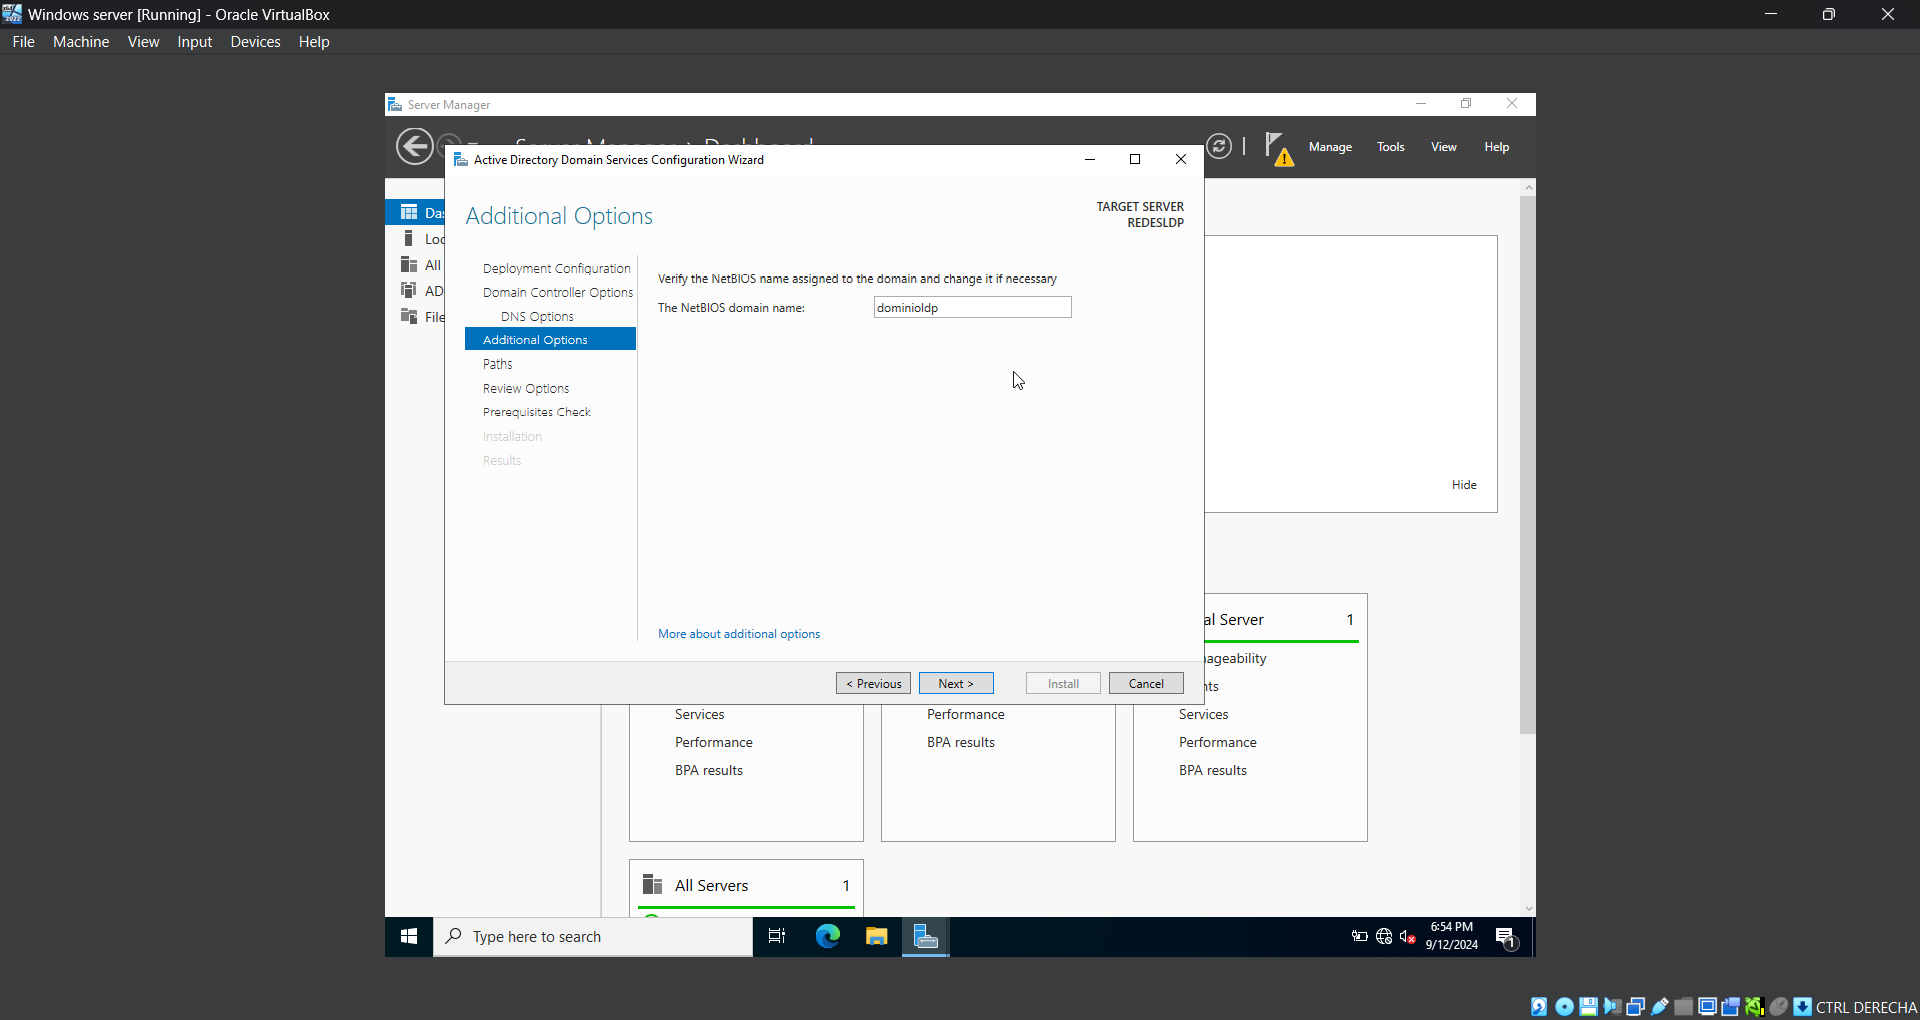 Windows server [Running] - Oracle VirtualBox
File Machine View Input Devices Help
Server Manager
Manage Tools View Help
Active Directory Domain Services Configuration Wizard
Additional Options
TARGET SERVER
REDESLDP
Deployment Configuration
Domain Controller Options
DNS Options
Additional Options
Paths
Review Options
Prerequisites Check
Installation
Results
Verify the NetBIOS name assigned to the domain and change it if necessary
The NetBIOS domain name: dominioldp
More about additional options
< Previous Next > Install Cancel
All
AD
Hide
al Server 1
ageability
nts
Services
Performance
BPA results
Performance
BPA results
Services
Performance
BPA results
All Servers 1
Type here to search
6:54 PM
9/12/2024
1
CTRL DERECHA